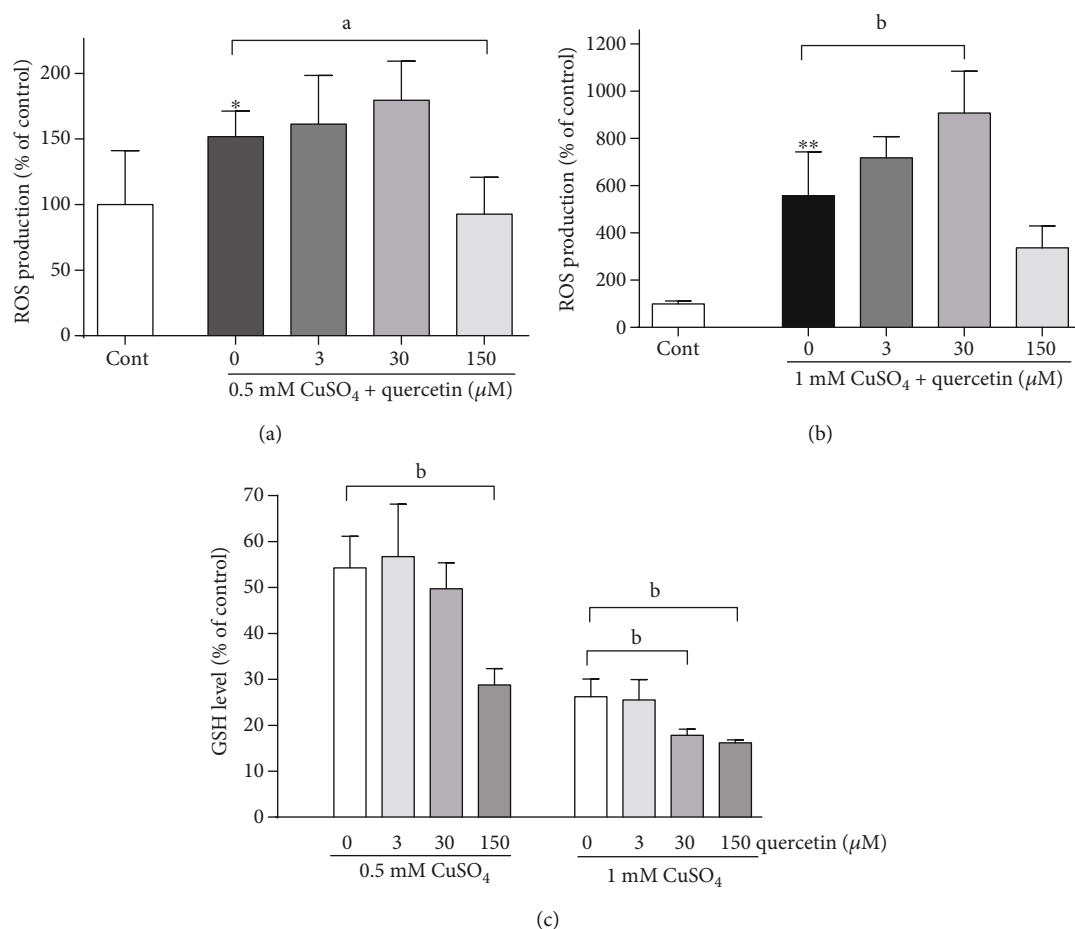 a
ROS production (% of control)
200
150
100
50
0
*
Cont
0 3 30 150
0.5 mM CuSO₄ + quercetin (μM)
(a)
b
ROS production (% of control)
1200
1000
800
600
400
200
0
**
Cont
0 3 30 150
1 mM CuSO₄ + quercetin (μM)
(b)
GSH level (% of control)
70
60
50
40
30
20
10
0
b
b
b
0 3 30 150 0 3 30 150 quercetin (μM)
0.5 mM CuSO₄ 1 mM CuSO₄
(c)